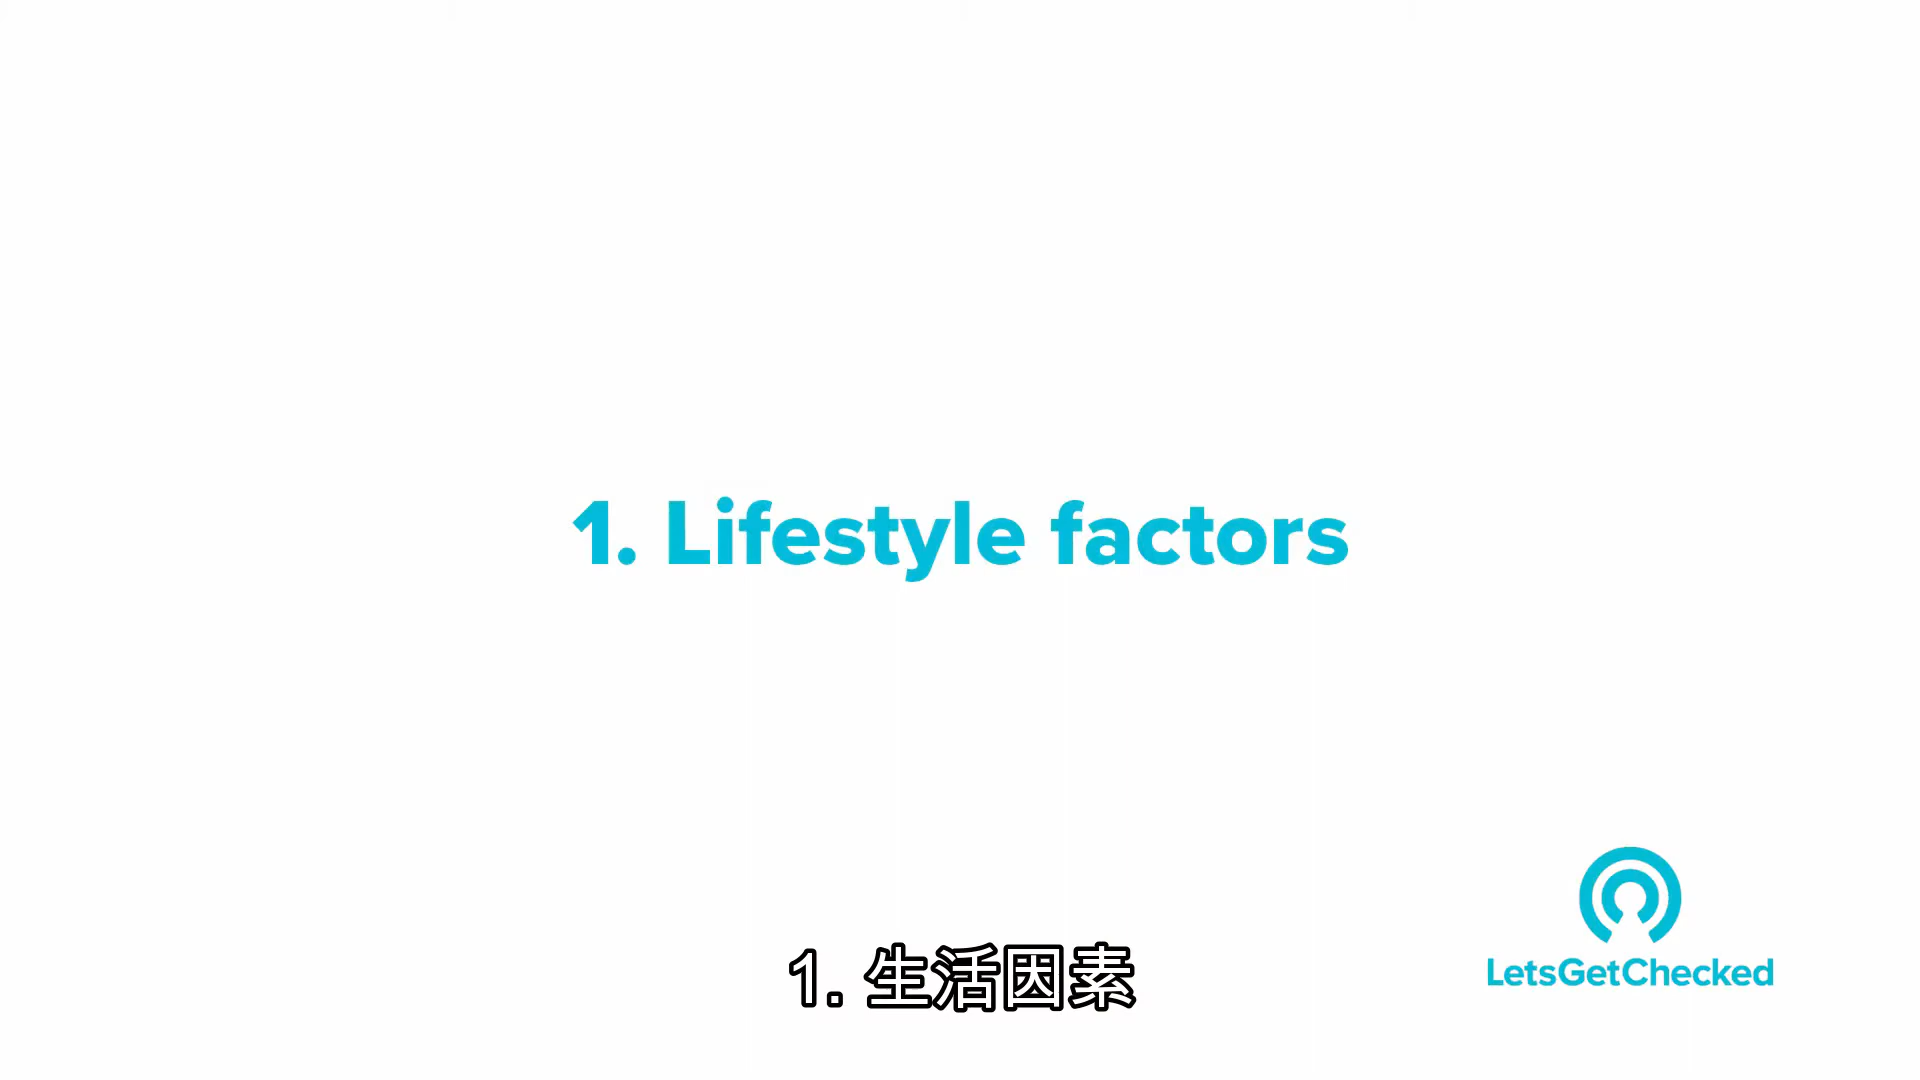 1. Lifestyle factors
LetsGetChecked
1. 生活因素